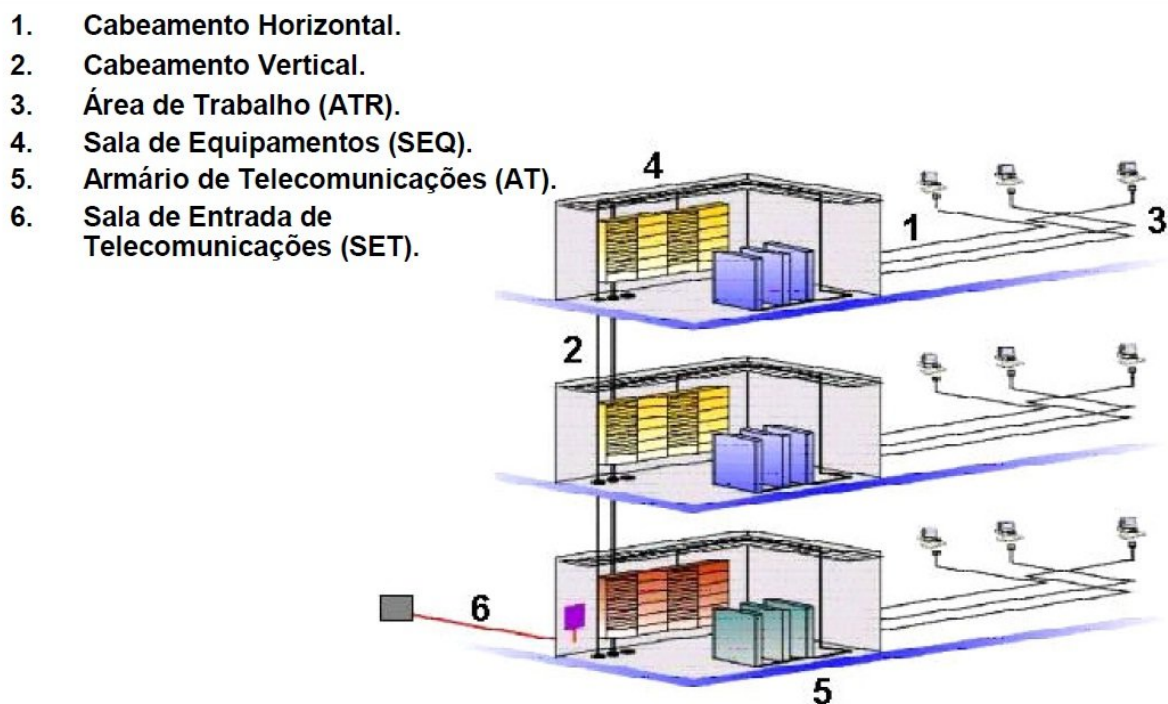 1. Cabeamento Horizontal.
2. Cabeamento Vertical.
3. Área de Trabalho (ATR).
4. Sala de Equipamentos (SEQ).
5. Armário de Telecomunicações (AT).
6. Sala de Entrada de
Telecomunicações (SET).
4
1
3
2
6
5